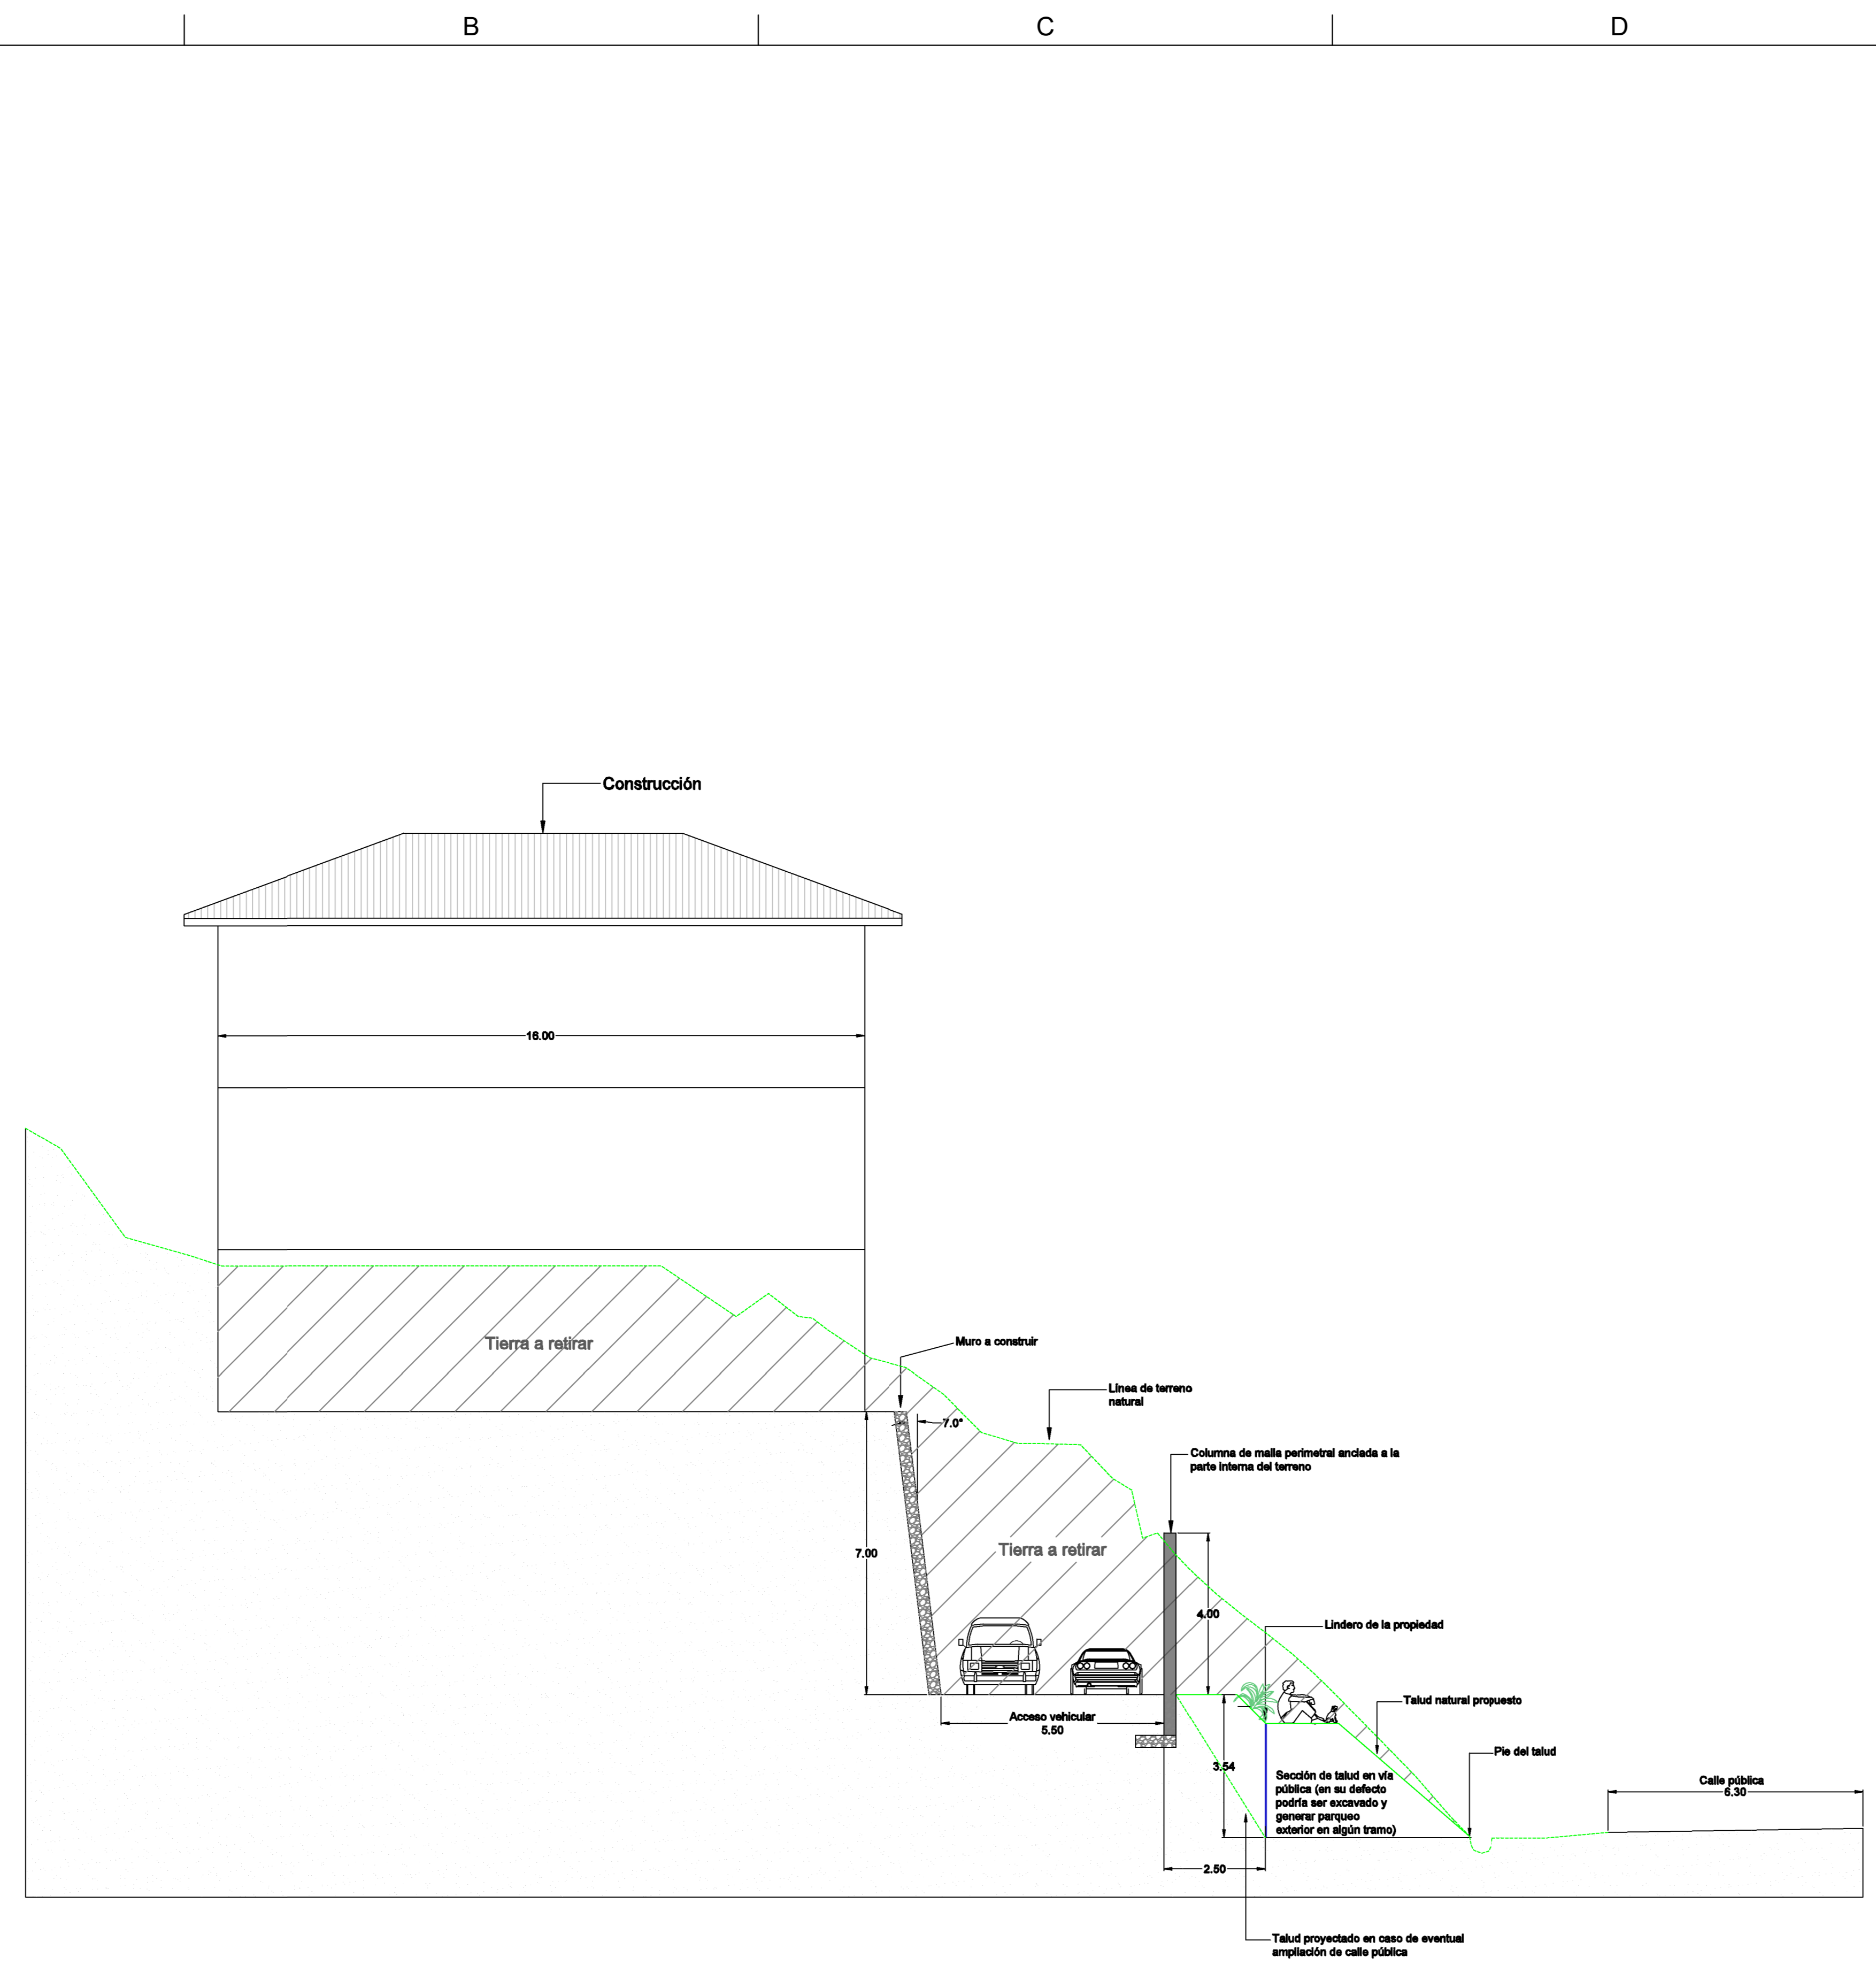 B
C
D
Construcción
16.00
Tierra a retirar
Muro a construir
7.0°
Línea de terreno
natural
Columna de malla perimetral anclada a la
parte interna del terreno
7.00
Tierra a retirar
4.00
Lindero de la propiedad
Talud natural propuesto
Acceso vehicular
5.50
Pie del talud
3.54
Sección de talud en vía
pública (en su defecto
podría ser excavado y
generar parqueo
exterior en algún tramo)
Calle pública
6.30
2.50
Talud proyectado en caso de eventual
ampliación de calle pública